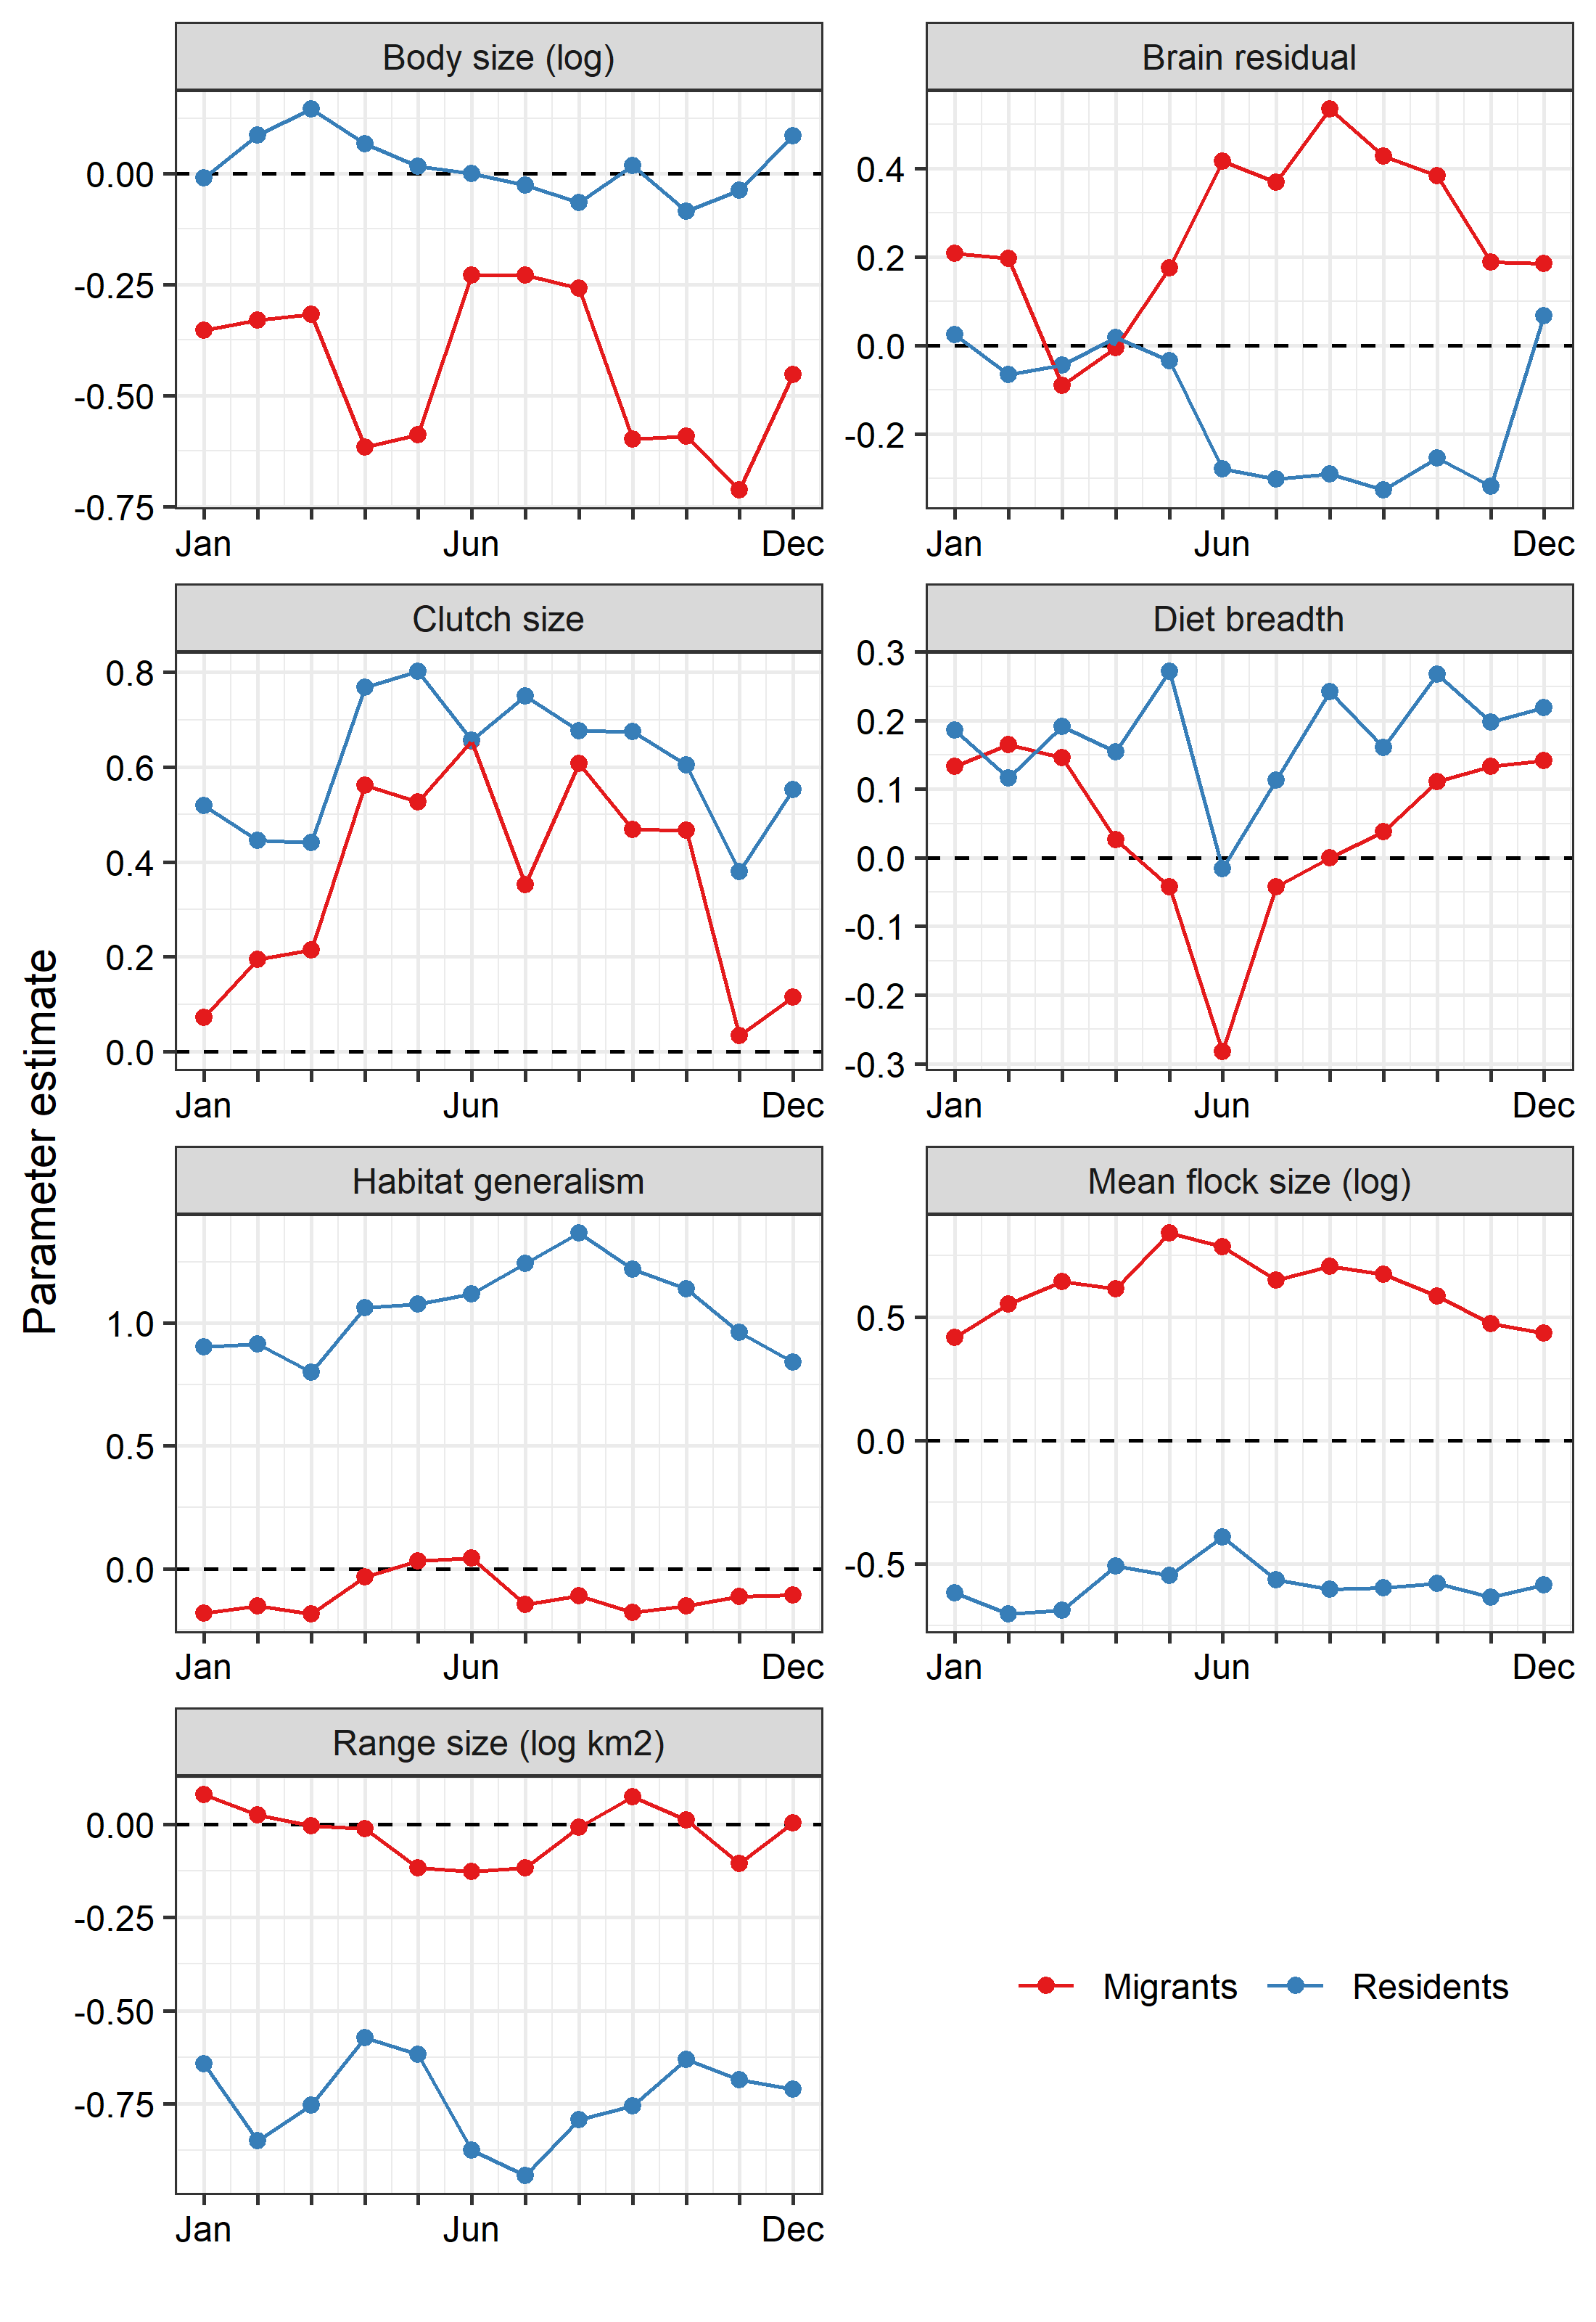 Body size (log)
Brain residual
0.00
-0.25
-0.50
-0.75
0.4
0.2
0.0
-0.2
Jan Jun Dec
Jan Jun Dec
Clutch size
Diet breadth
0.8
0.6
0.4
0.2
0.0
0.3
0.2
0.1
0.0
-0.1
-0.2
-0.3
Jan Jun Dec
Jan Jun Dec
Parameter estimate
Habitat generalism
Mean flock size (log)
1.0
0.5
0.0
0.5
0.0
-0.5
Jan Jun Dec
Jan Jun Dec
Range size (log km2)
0.00
-0.25
-0.50
-0.75
Jan Jun Dec
Migrants Residents